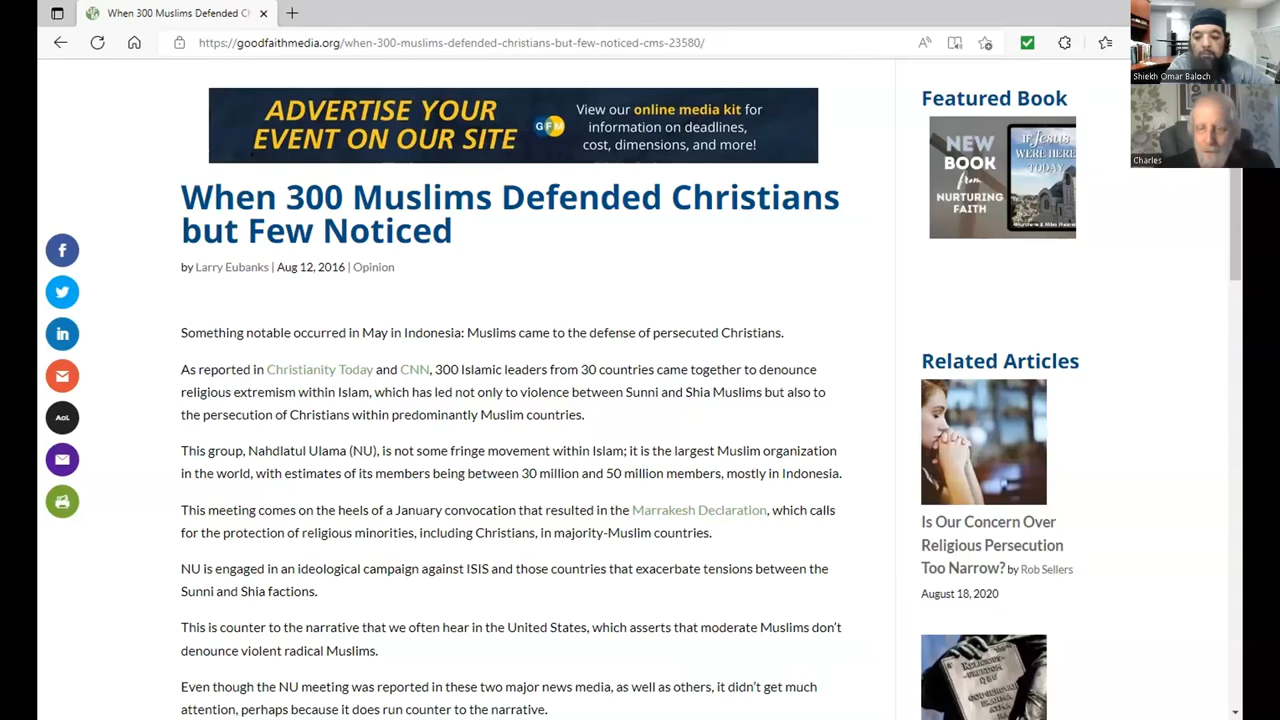 When 300 Muslims Defended Ch
https://goodfaithmedia.org/when-300-muslims-defended-christians-but-few-noticed-cms-23580/
Shiekh Omar Baloch
Charles
ADVERTISE YOUR
EVENT ON OUR SITE
GFM
View our online media kit for
information on deadlines,
cost, dimensions, and more!
When 300 Muslims Defended Christians
but Few Noticed
by Larry Eubanks | Aug 12, 2016 | Opinion
Something notable occurred in May in Indonesia: Muslims came to the defense of persecuted Christians.
As reported in Christianity Today and CNN, 300 Islamic leaders from 30 countries came together to denounce
religious extremism within Islam, which has led not only to violence between Sunni and Shia Muslims but also to
the persecution of Christians within predominantly Muslim countries.
This group, Nahdlatul Ulama (NU), is not some fringe movement within Islam; it is the largest Muslim organization
in the world, with estimates of its members being between 30 million and 50 million members, mostly in Indonesia.
This meeting comes on the heels of a January convocation that resulted in the Marrakesh Declaration, which calls
for the protection of religious minorities, including Christians, in majority-Muslim countries.
NU is engaged in an ideological campaign against ISIS and those countries that exacerbate tensions between the
Sunni and Shia factions.
This is counter to the narrative that we often hear in the United States, which asserts that moderate Muslims don't
denounce violent radical Muslims.
Even though the NU meeting was reported in these two major news media, as well as others, it didn't get much
attention, perhaps because it does run counter to the narrative.
Aol.
Featured Book
NEW
BOOK
from
NURTURING
FAITH
IF Jesus
WERE HERE
TODAY
Related Articles
Is Our Concern Over
Religious Persecution
Too Narrow? by Rob Sellers
August 18, 2020
RELIGIOUS
FREEDOM